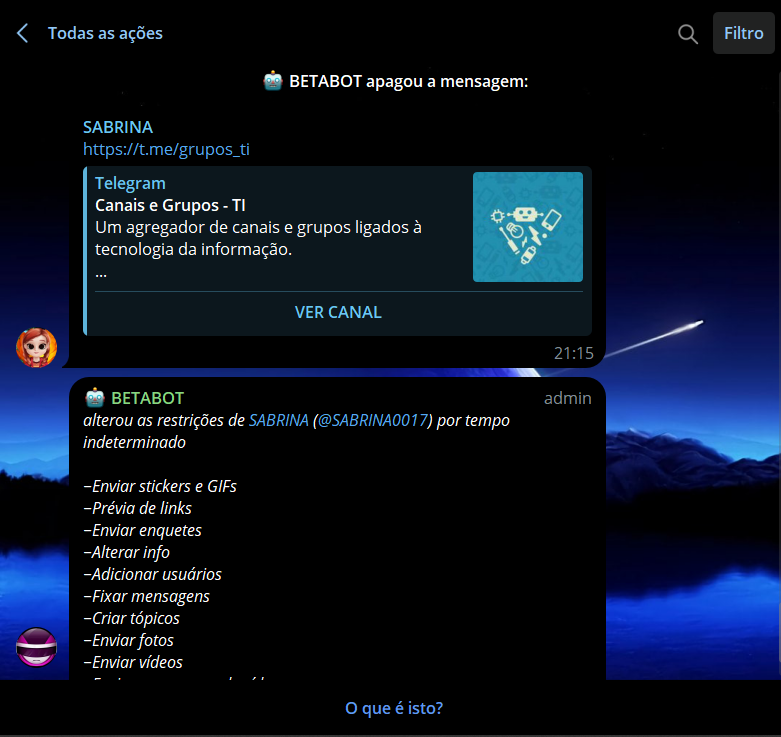 Todas as ações
Filtro
🤖 BETABOT apagou a mensagem:
SABRINA
https://t.me/grupos_ti
Telegram
Canais e Grupos - TI
Um agregador de canais e grupos ligados à
tecnologia da informação.
...
VER CANAL
21:15
🤖 BETABOT
admin
alterou as restrições de SABRINA (@SABRINA0017) por tempo
indeterminado
−Enviar stickers e GIFs
−Prévia de links
−Enviar enquetes
−Alterar info
−Adicionar usuários
−Fixar mensagens
−Criar tópicos
−Enviar fotos
−Enviar vídeos
O que é isto?